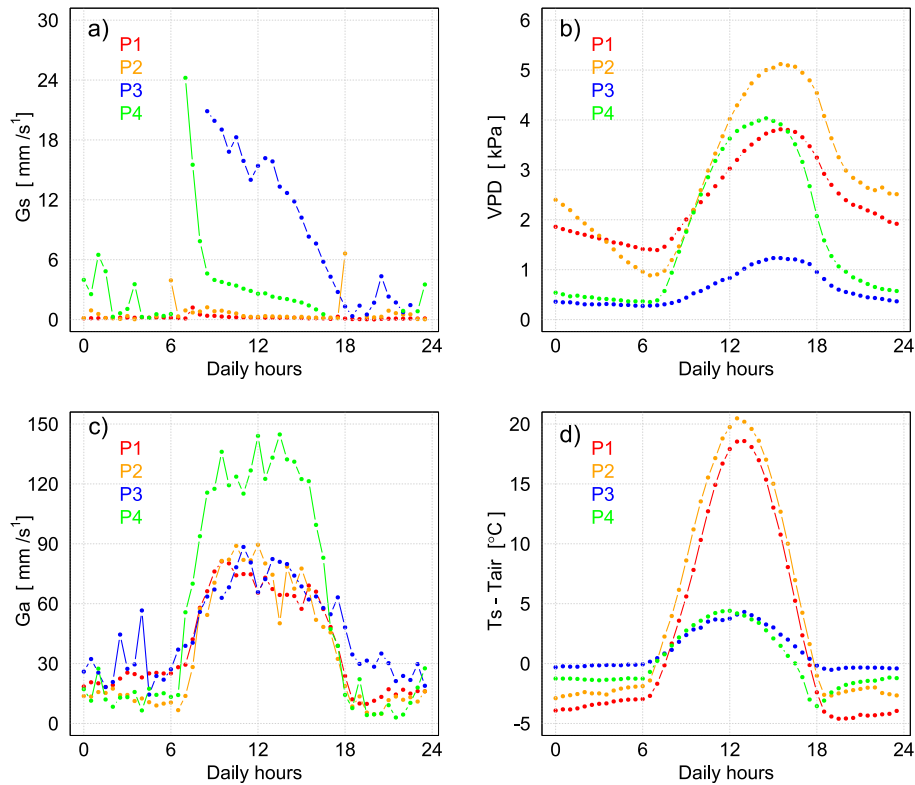 a)
P1
P2
P3
P4
30
24
18
12
6
0
Gs [ mm /s¹]
0 6 12 18 24
Daily hours
b)
P1
P2
P3
P4
6
5
4
3
2
1
0
VPD [ kPa]
0 6 12 18 24
Daily hours
c)
P1
P2
P3
P4
150
120
90
60
30
0
Ga [ mm /s¹]
0 6 12 18 24
Daily hours
d)
P1
P2
P3
P4
20
15
10
5
0
-5
Ts - Tair [°C]
0 6 12 18 24
Daily hours